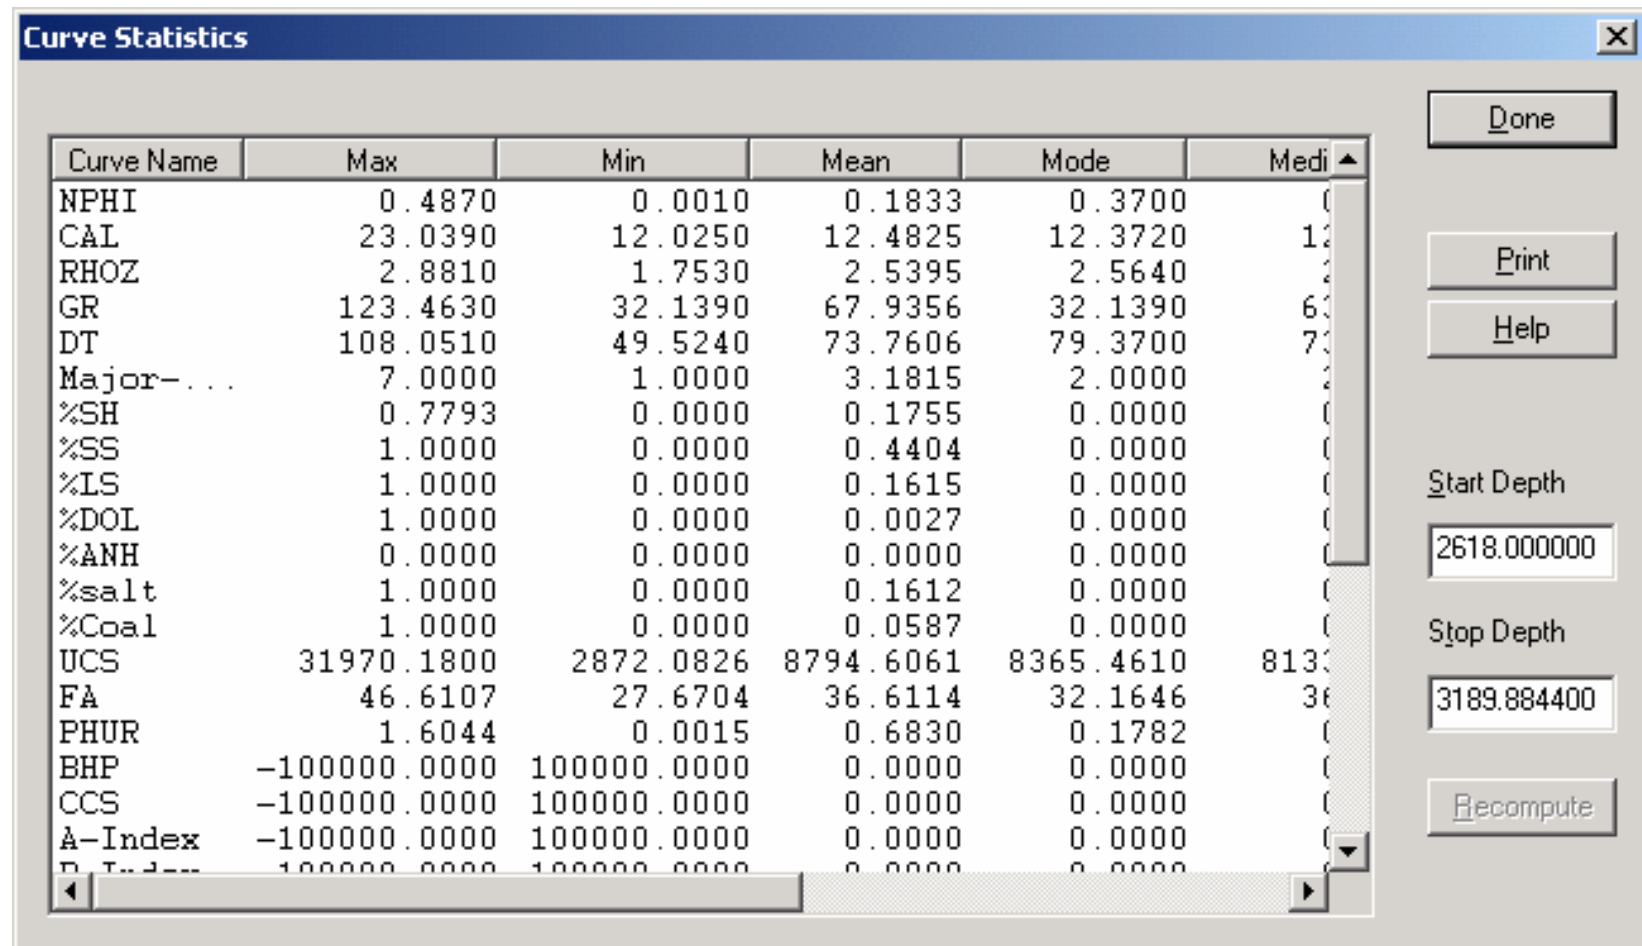 Curve Statistics
Done
Curve Name Max Min Mean Mode Medi
NPHI 0.4870 0.0010 0.1833 0.3700
CAL 23.0390 12.0250 12.4825 12.3720
RHOZ 2.8810 1.7530 2.5395 2.5640
GR 123.4630 32.1390 67.9356 32.1390
DT 108.0510 49.5240 73.7606 79.3700
Major-... 7.0000 1.0000 3.1815 2.0000
%SH 0.7793 0.0000 0.1755 0.0000
%SS 1.0000 0.0000 0.4404 0.0000
%LS 1.0000 0.0000 0.1615 0.0000
%DOL 1.0000 0.0000 0.0027 0.0000
%ANH 0.0000 0.0000 0.0000 0.0000
%salt 1.0000 0.0000 0.1612 0.0000
%Coal 1.0000 0.0000 0.0587 0.0000
UCS 31970.1800 2872.0826 8794.6061 8365.4610
FA 46.6107 27.6704 36.6114 32.1646
PHUR 1.6044 0.0015 0.6830 0.1782
BHP -100000.0000 100000.0000 0.0000 0.0000
CCS -100000.0000 100000.0000 0.0000 0.0000
A-Index -100000.0000 100000.0000 0.0000 0.0000
Print
Help
Start Depth
2618.000000
Stop Depth
3189.884400
Recompute